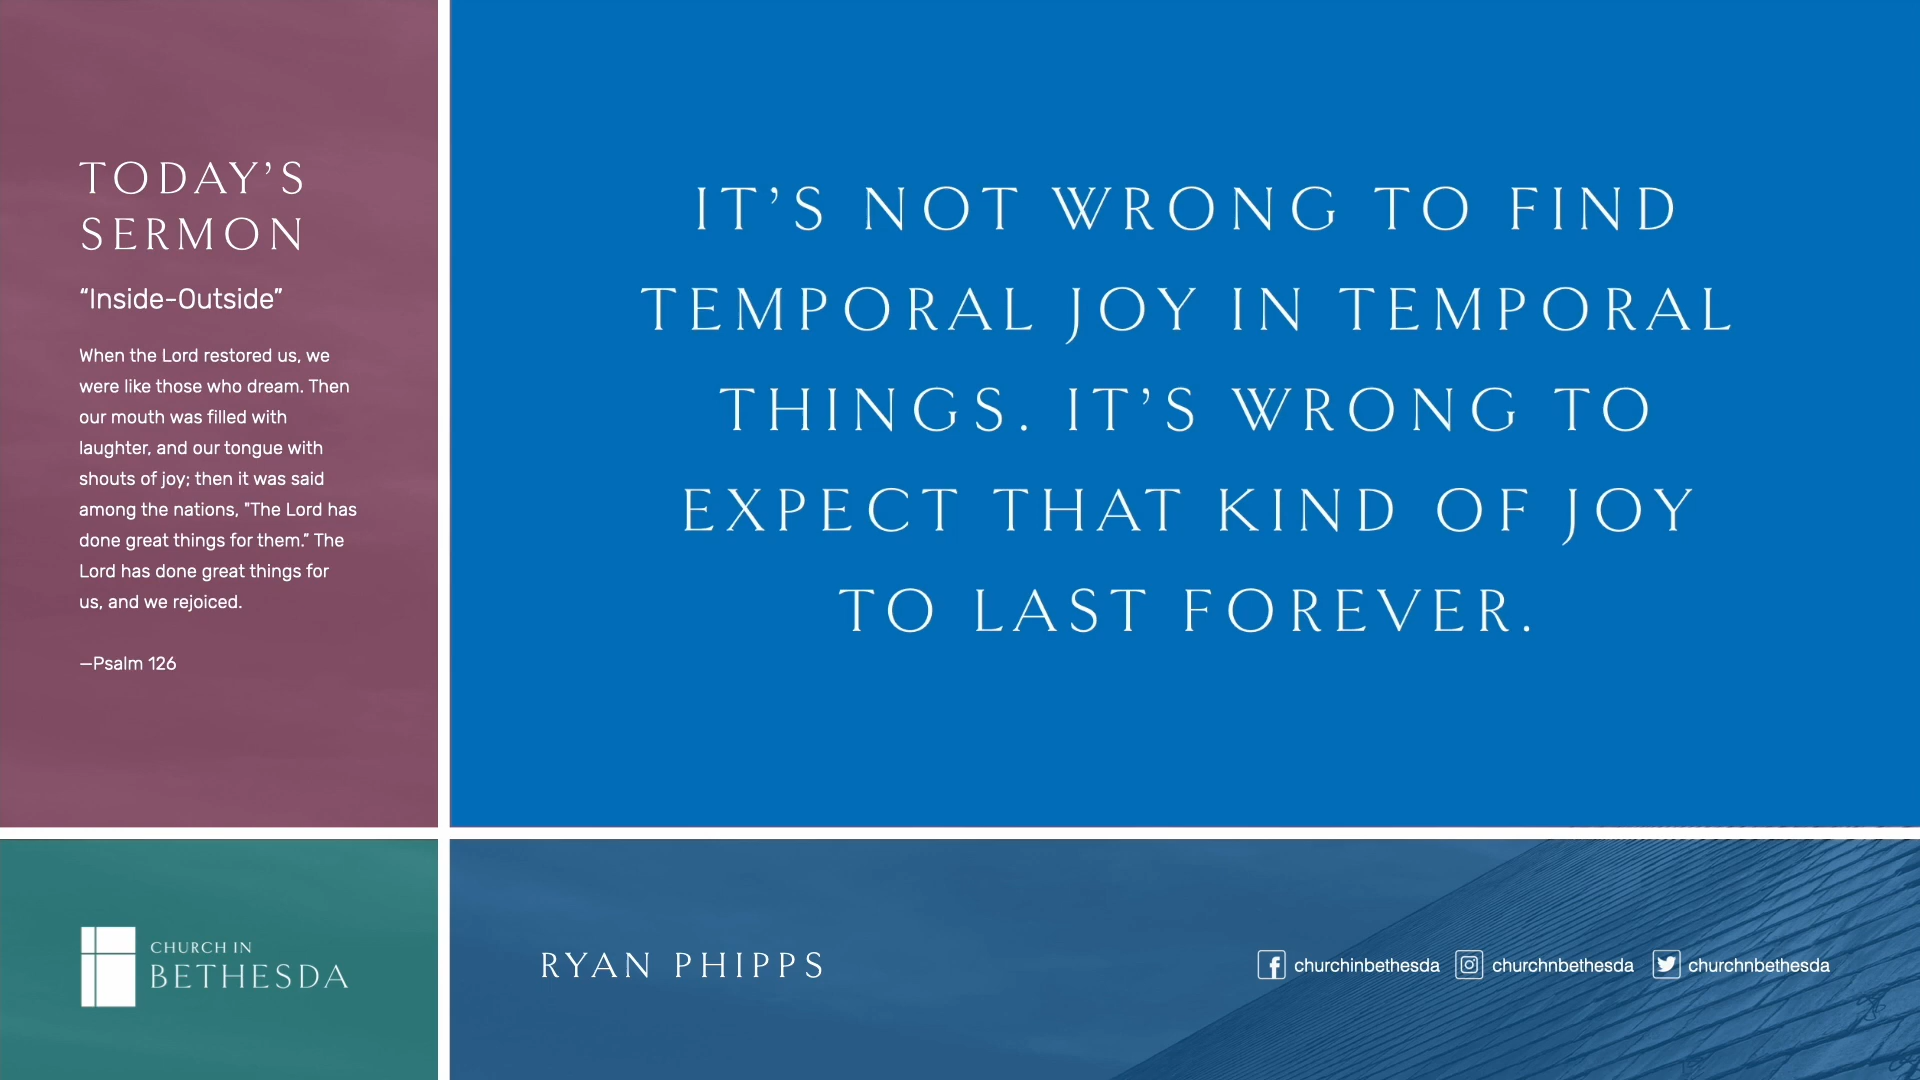 TODAY’S
SERMON
“Inside-Outside”
When the Lord restored us, we
were like those who dream. Then
our mouth was filled with
laughter, and our tongue with
shouts of joy; then it was said
among the nations, "The Lord has
done great things for them.” The
Lord has done great things for
us, and we rejoiced.
—Psalm 126
IT’S NOT WRONG TO FIND
TEMPORAL JOY IN TEMPORAL
THINGS. IT’S WRONG TO
EXPECT THAT KIND OF JOY
TO LAST FOREVER.
CHURCH IN
BETHESDA
RYAN PHIPPS
churchinbethesda churchnbethesda churchnbethesda